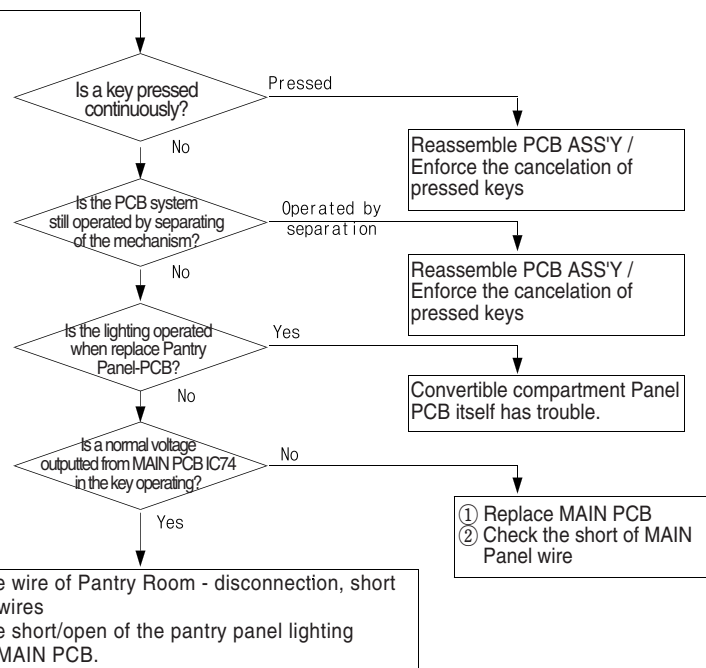 Is a key pressed
continuously?
Pressed
No
Reassemble PCB ASS'Y /
Enforce the cancelation of
pressed keys
Is the PCB system
still operated by separating
of the mechanism?
Operated by
separation
No
Reassemble PCB ASS'Y /
Enforce the cancelation of
pressed keys
Is the lighting operated
when replace Pantry
Panel-PCB?
Yes
No
Convertible compartment Panel
PCB itself has trouble.
Is a normal voltage
outputted from MAIN PCB IC74
in the key operating?
No
Yes
① Replace MAIN PCB
② Check the short of MAIN
Panel wire
wire of Pantry Room - disconnection, short
wires
short/open of the pantry panel lighting
MAIN PCB.